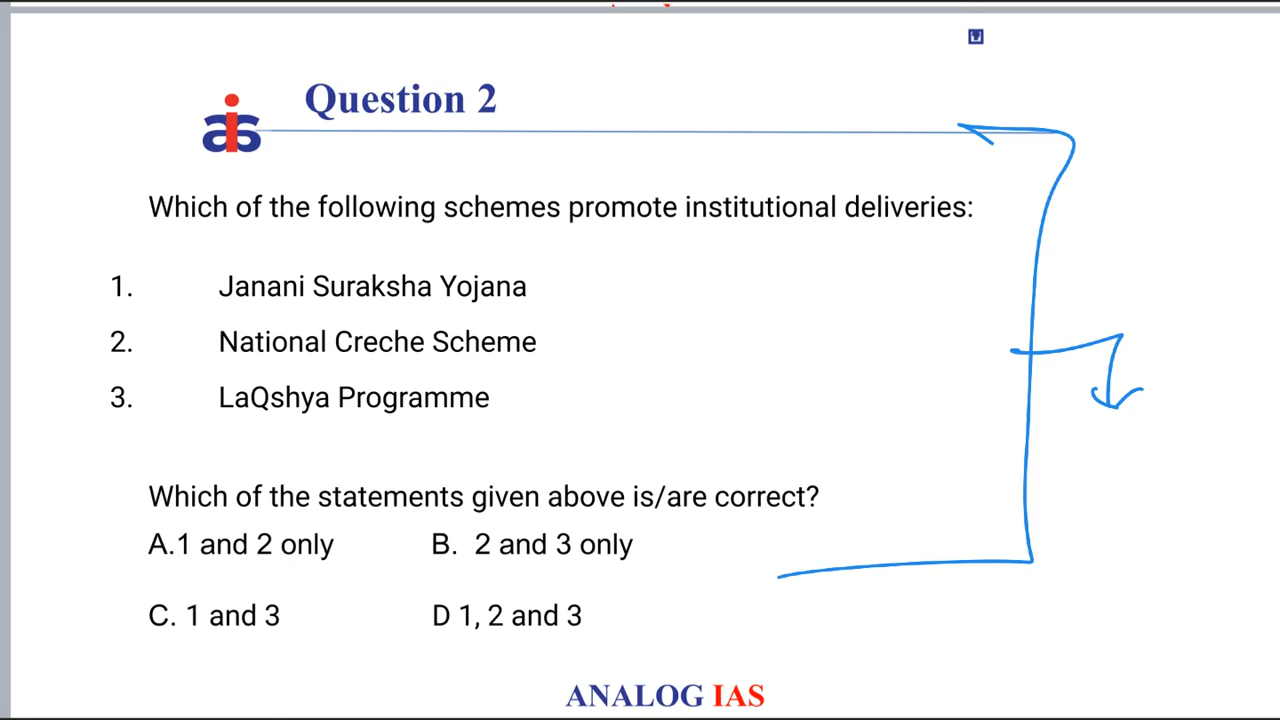 Question 2
Which of the following schemes promote institutional deliveries:
1. Janani Suraksha Yojana
2. National Creche Scheme
3. LaQshya Programme
Which of the statements given above is/are correct?
A.1 and 2 only B. 2 and 3 only
C. 1 and 3 D 1, 2 and 3
ANALOG IAS